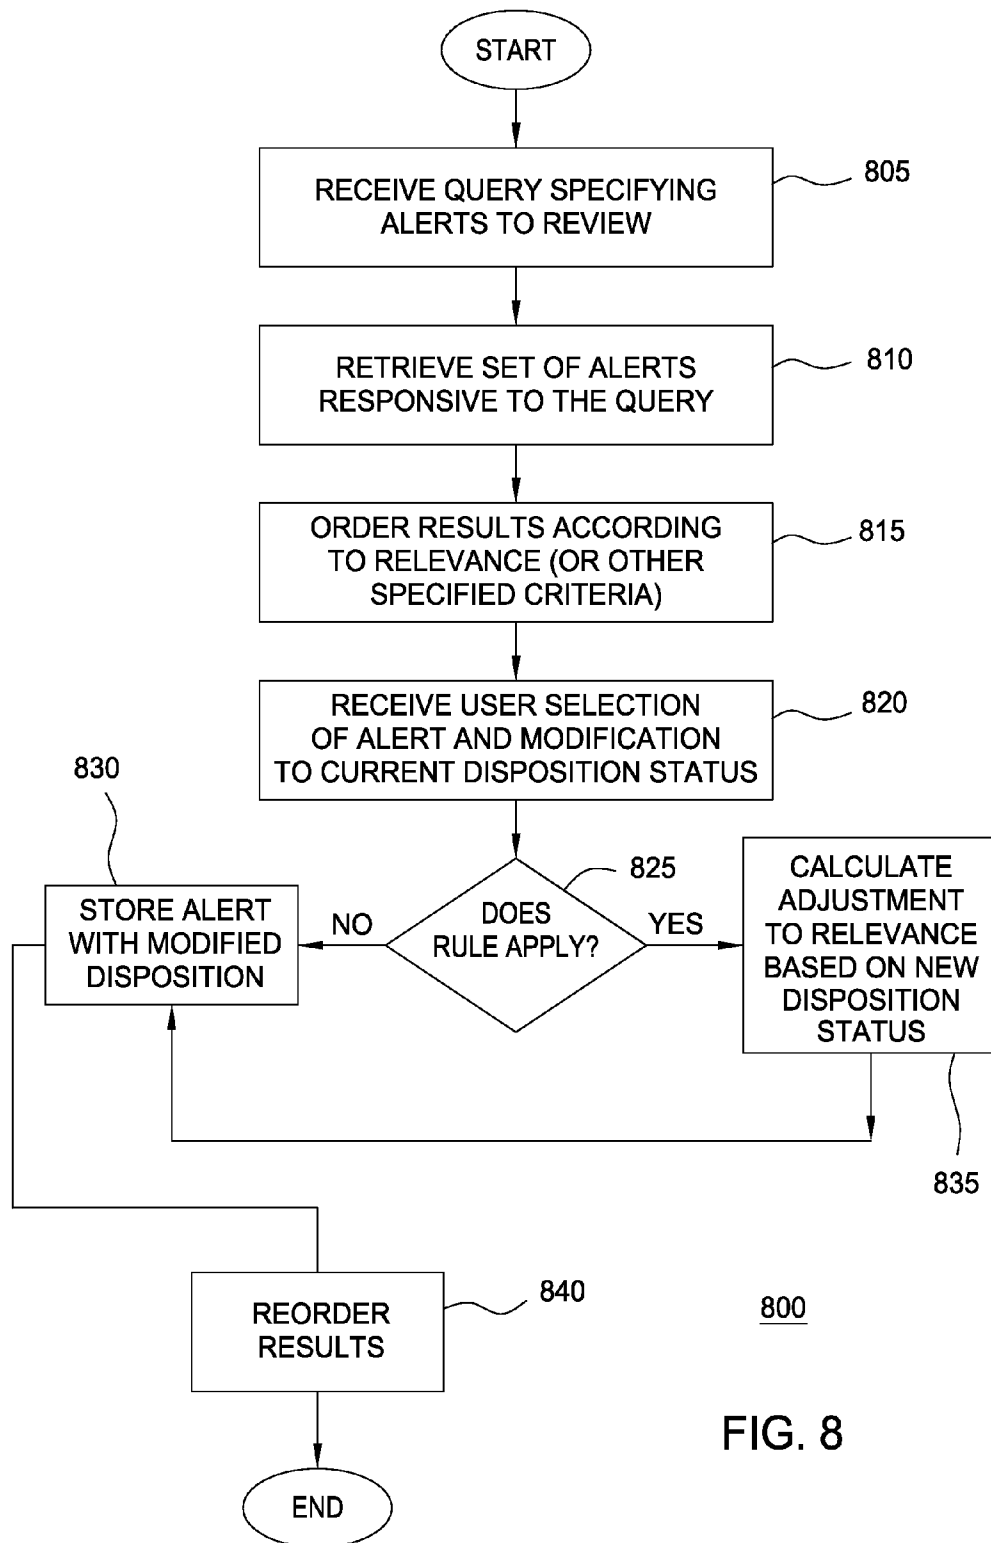 START
RECEIVE QUERY SPECIFYING
ALERTS TO REVIEW
805
RETRIEVE SET OF ALERTS
RESPONSIVE TO THE QUERY
810
ORDER RESULTS ACCORDING
TO RELEVANCE (OR OTHER
SPECIFIED CRITERIA)
815
RECEIVE USER SELECTION
OF ALERT AND MODIFICATION
TO CURRENT DISPOSITION STATUS
820
DOES
RULE APPLY?
825
NO
YES
STORE ALERT
WITH MODIFIED
DISPOSITION
830
CALCULATE
ADJUSTMENT
TO RELEVANCE
BASED ON NEW
DISPOSITION
STATUS
835
REORDER
RESULTS
840
END
800
FIG. 8